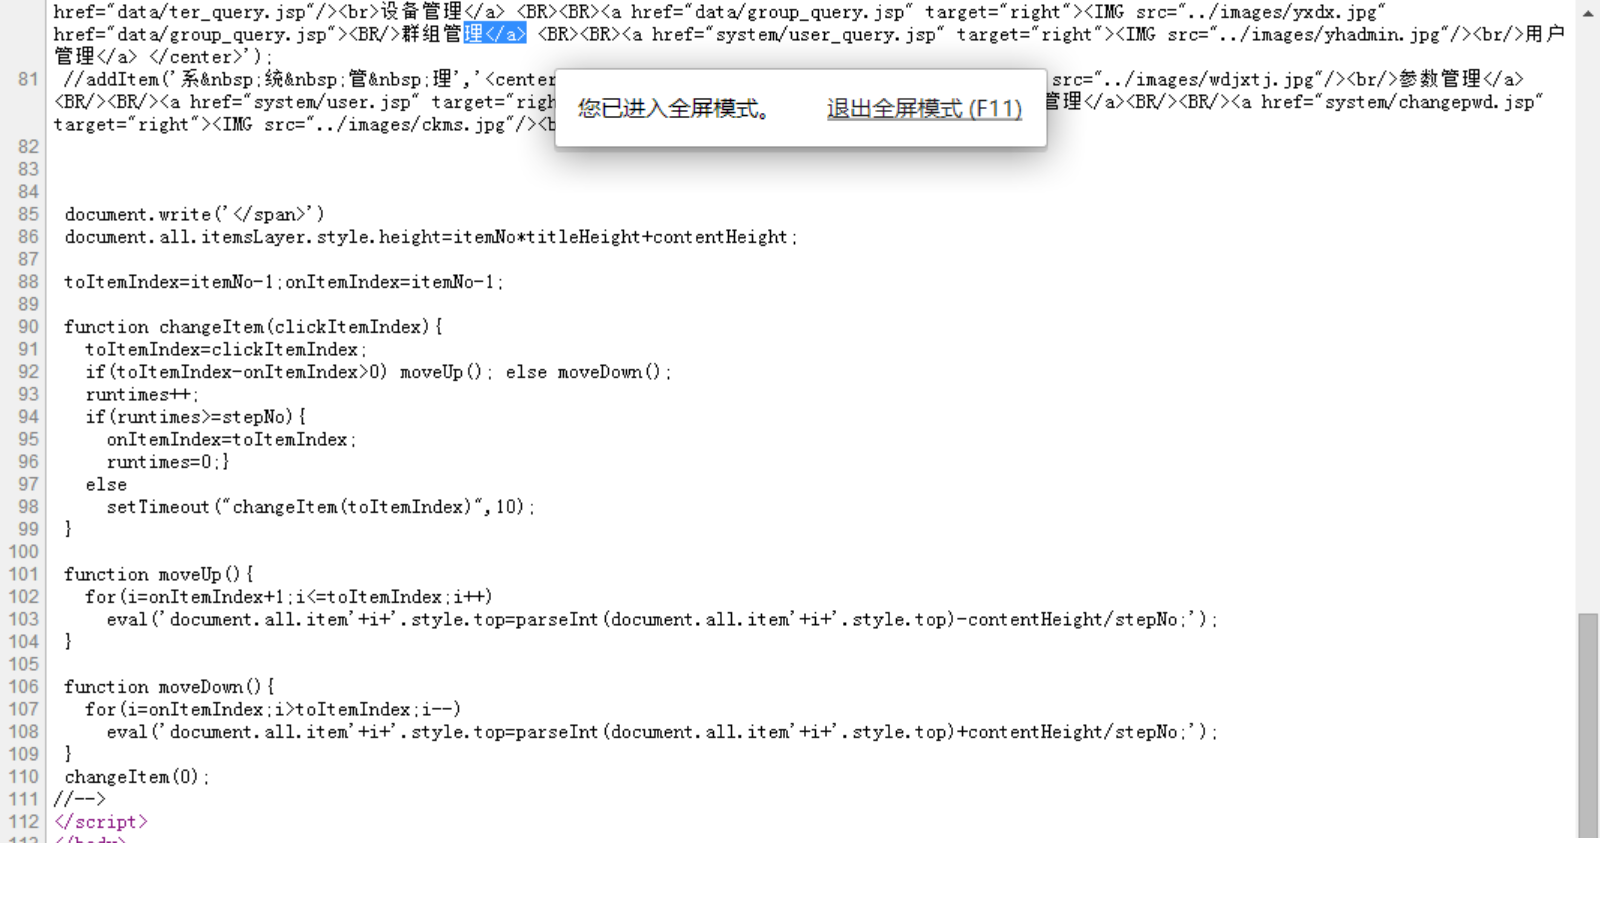 href="data/ter_query.jsp"/><br>设备管理</a> <BR><BR><a href="data/group_query.jsp" target="right"><IMG src="../images/yxdx.jpg"
href="data/group_query.jsp"><BR/>群组管理</a> <BR><BR><a href="system/user_query.jsp" target="right"><IMG src="../images/yhadmin.jpg"/><br/>用户
管理</a> </center>');
81 //addItem('系&nbsp;统&nbsp;管&nbsp;理','<center src="../images/wdjxtj.jpg"/><br/>参数管理</a>
<BR/><BR/><a href="system/user.jsp" target="righ 管理</a><BR/><BR/><a href="system/changepwd.jsp"
target="right"><IMG src="../images/ckms.jpg"/><b
您已进入全屏模式。 退出全屏模式 (F11)
82
83
84
85 document.write('</span>')
86 document.all.itemsLayer.style.height=itemNo*titleHeight+contentHeight;
87
88 toItemIndex=itemNo-1;onItemIndex=itemNo-1;
89
90 function changeItem(clickItemIndex){
91 toItemIndex=clickItemIndex;
92 if(toItemIndex-onItemIndex>0) moveUp(); else moveDown();
93 runtimes++;
94 if(runtimes>=stepNo){
95 onItemIndex=toItemIndex;
96 runtimes=0;}
97 else
98 setTimeout("changeItem(toItemIndex)",10);
99 }
100
101 function moveUp(){
102 for(i=onItemIndex+1;i<=toItemIndex;i++)
103 eval('document.all.item'+i+'.style.top=parseInt(document.all.item'+i+'.style.top)-contentHeight/stepNo;');
104 }
105
106 function moveDown(){
107 for(i=onItemIndex;i>toItemIndex;i--)
108 eval('document.all.item'+i+'.style.top=parseInt(document.all.item'+i+'.style.top)+contentHeight/stepNo;');
109 }
110 changeItem(0);
111 //-->
112 </script>